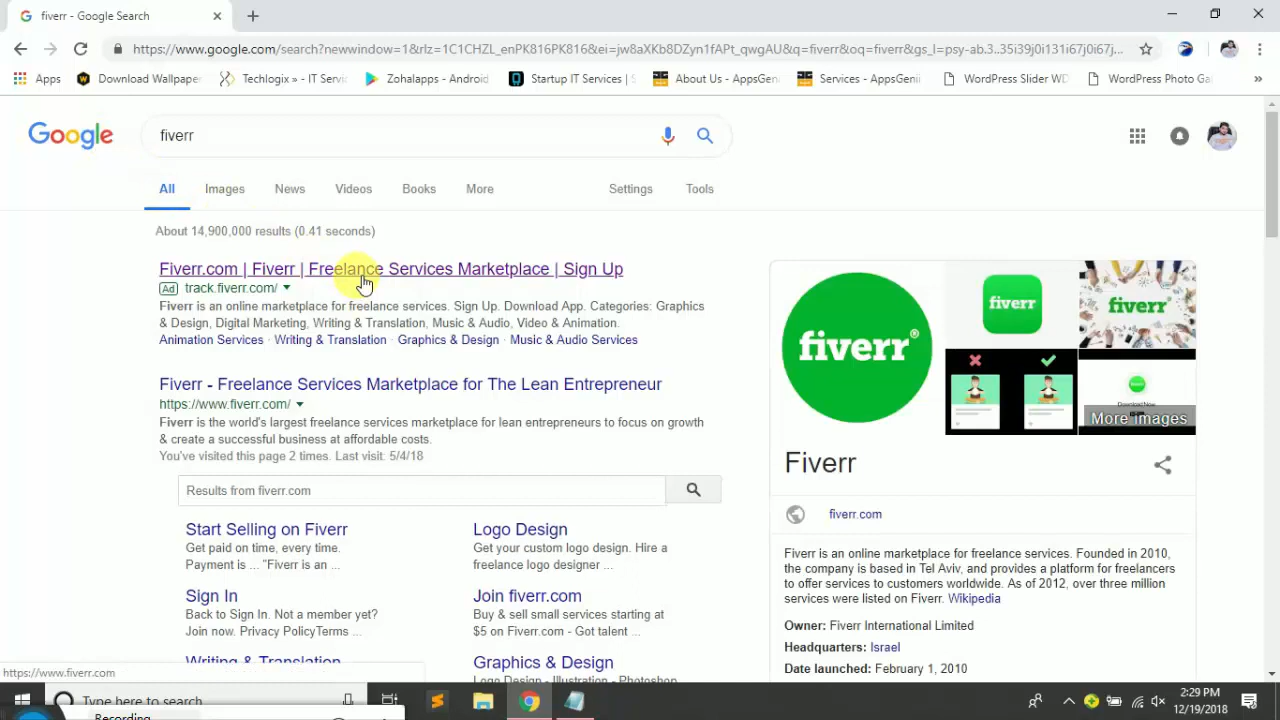 fiverr - Google Search
https://www.google.com/search?newwindow=1&rlz=1C1CHZL_enPK816PK816&ei=jw8aXKb8DZyn1fAPt_qwgAU&q=fiverr&oq=fiverr&gs_l=psy-ab.3..35i39j0i131i67j0i67j...
Apps
Download Wallpaper
Techlogix » - IT Servi
Zohalapps - Android
Startup IT Services | S
About Us - AppsGeni
Services - AppsGenii
WordPress Slider WD
WordPress Photo Ga
»
Google
fiverr
All
Images
News
Videos
Books
More
Settings
Tools
About 14,900,000 results (0.41 seconds)
Fiverr.com | Fiverr | Freelance Services Marketplace | Sign Up
Ad track.fiverr.com/
Fiverr is an online marketplace for freelance services. Sign Up. Download App. Categories: Graphics
& Design, Digital Marketing, Writing & Translation, Music & Audio, Video & Animation.
Animation Services · Writing & Translation · Graphics & Design · Music & Audio Services
Fiverr - Freelance Services Marketplace for The Lean Entrepreneur
https://www.fiverr.com/
Fiverr is the world's largest freelance services marketplace for lean entrepreneurs to focus on growth
& create a successful business at affordable costs.
You've visited this page 2 times. Last visit: 5/4/18
Results from fiverr.com
Start Selling on Fiverr
Get paid on time, every time.
Payment is ... "Fiverr is an ...
Logo Design
Get your custom logo design. Hire a
freelance logo designer ...
Sign In
Back to Sign In. Not a member yet?
Join now. Privacy PolicyTerms ...
Join fiverr.com
Buy & sell small services starting at
$5 on Fiverr.com - Got talent ...
Writing & Translation
Graphics & Design
Logo Design - Illustration - Photoshop
fiverr®
fiverr
fiverr
More images
Fiverr
fiverr.com
Fiverr is an online marketplace for freelance services. Founded in 2010,
the company is based in Tel Aviv, and provides a platform for freelancers
to offer services to customers worldwide. As of 2012, over three million
services were listed on Fiverr. Wikipedia
Owner: Fiverr International Limited
Headquarters: Israel
Date launched: February 1, 2010
https://www.fiverr.com
Type here to search
Recording
2:29 PM
12/19/2018